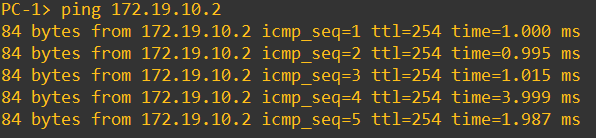 PC-1> ping 172.19.10.2
84 bytes from 172.19.10.2 icmp_seq=1 ttl=254 time=1.000 ms
84 bytes from 172.19.10.2 icmp_seq=2 ttl=254 time=0.995 ms
84 bytes from 172.19.10.2 icmp_seq=3 ttl=254 time=1.015 ms
84 bytes from 172.19.10.2 icmp_seq=4 ttl=254 time=3.999 ms
84 bytes from 172.19.10.2 icmp_seq=5 ttl=254 time=1.987 ms